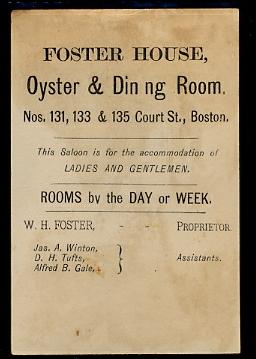 FOSTER HOUSE,
Oyster & Din ng Room,
Nos. 131, 133 & 135 Court St., Boston.
This Saloon is for the accommodation of
LADIES AND GENTLEMEN.
ROOMS by the DAY or WEEK.
W. H. FOSTER, - - PROPRIETOR.
Jas. A. Winton,
D. H. Tufts, } Assistants.
Alfred B. Gale,